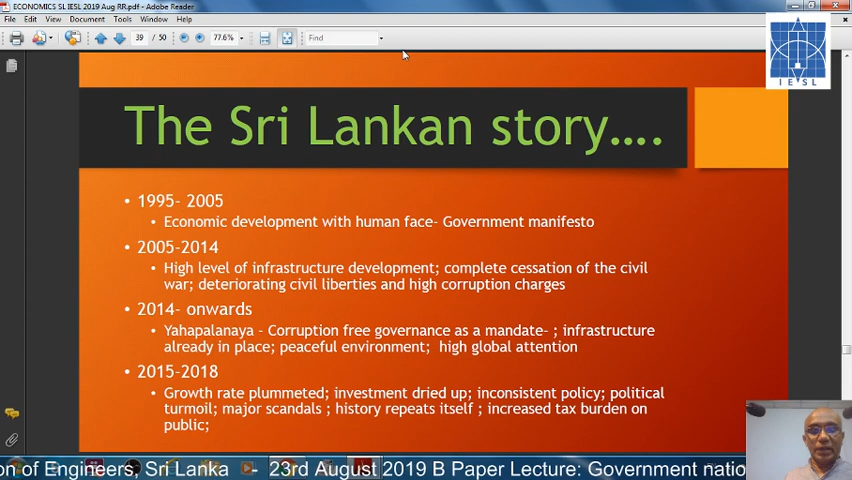 ECONOMICS SL IESL 2019 Aug RR.pdf - Adobe Reader
File Edit View Document Tools Window Help
39 / 50 77.6% Find
IESL
The Sri Lankan story....
• 1995- 2005
• Economic development with human face- Government manifesto
• 2005-2014
• High level of infrastructure development; complete cessation of the civil
war; deteriorating civil liberties and high corruption charges
• 2014- onwards
• Yahapalanaya - Corruption free governance as a mandate- ; infrastructure
already in place; peaceful environment; high global attention
• 2015-2018
• Growth rate plummeted; investment dried up; inconsistent policy; political
turmoil; major scandals ; history repeats itself ; increased tax burden on
public;
on of Engineers, Sri Lanka - 23rd August 2019 B Paper Lecture: Government natio